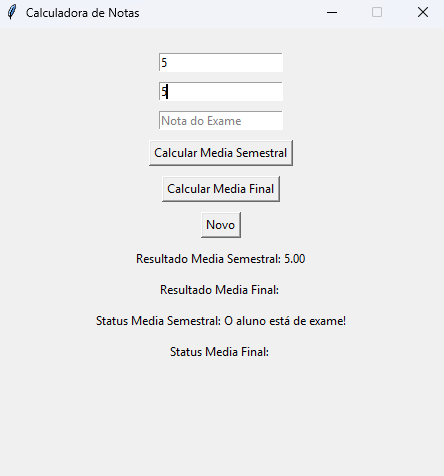 Calculadora de Notas
5
5
Nota do Exame
Calcular Media Semestral
Calcular Media Final
Novo
Resultado Media Semestral: 5.00
Resultado Media Final:
Status Media Semestral: O aluno está de exame!
Status Media Final: